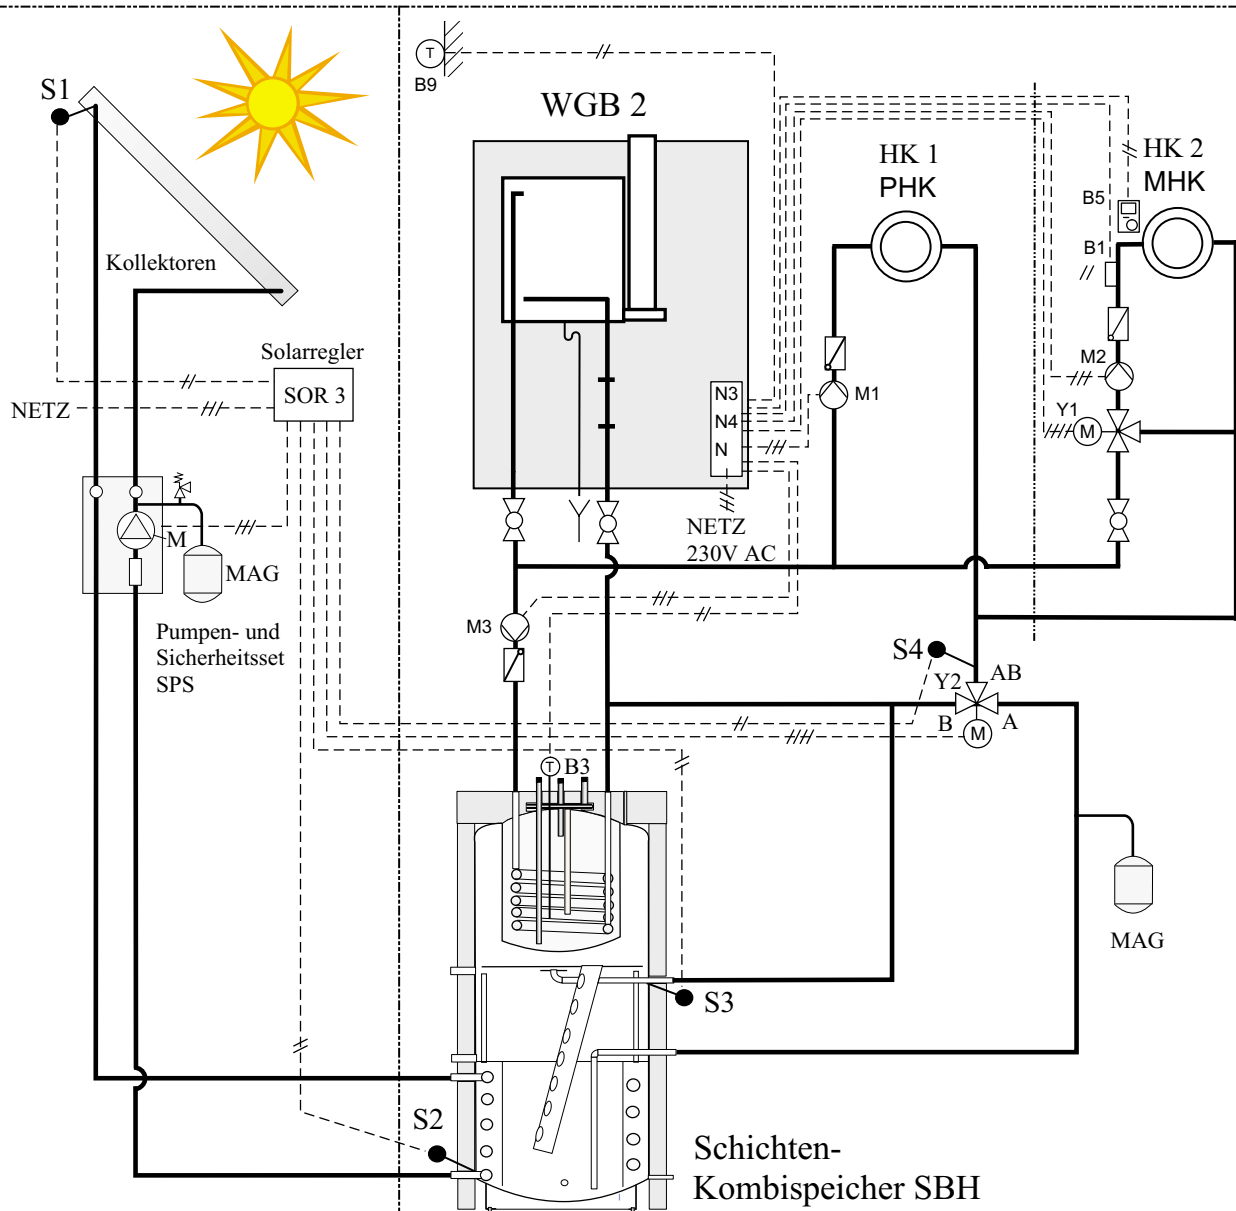 S1
T
B9
WGB 2
HK 1
PHK
HK 2
MHK
B5
B1
Kollektoren
Solarregler
SOR 3
NETZ
N3
N4
N
M1
M2
Y1
M
NETZ
230V AC
M
MAG
M3
Pumpen- und
Sicherheitsset
SPS
S4
AB
Y2
B
A
M
T
B3
MAG
S3
S2
Schichten-
Kombispeicher SBH